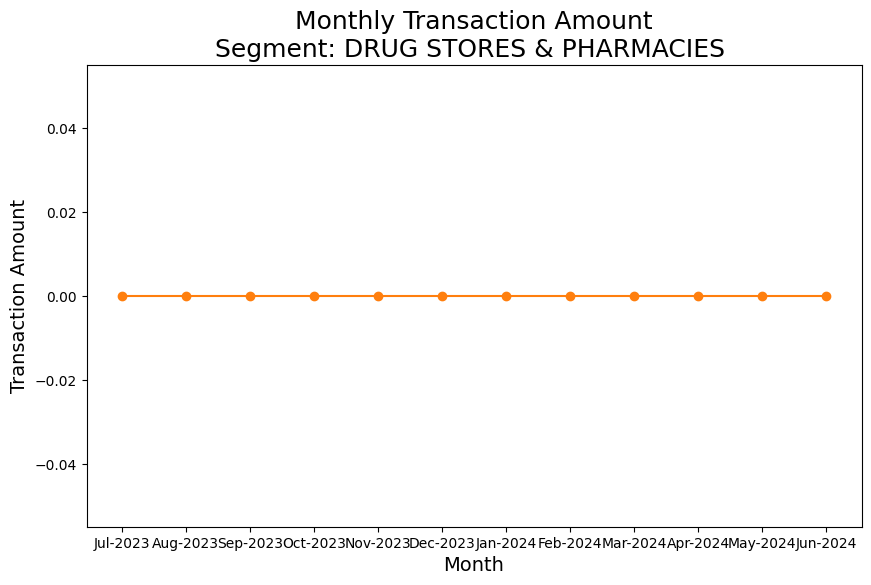 Monthly Transaction Amount
Segment: DRUG STORES & PHARMACIES
Transaction Amount
0.04
0.02
0.00
−0.02
−0.04
Jul-2023 Aug-2023 Sep-2023 Oct-2023 Nov-2023 Dec-2023 Jan-2024 Feb-2024 Mar-2024 Apr-2024 May-2024 Jun-2024
Month